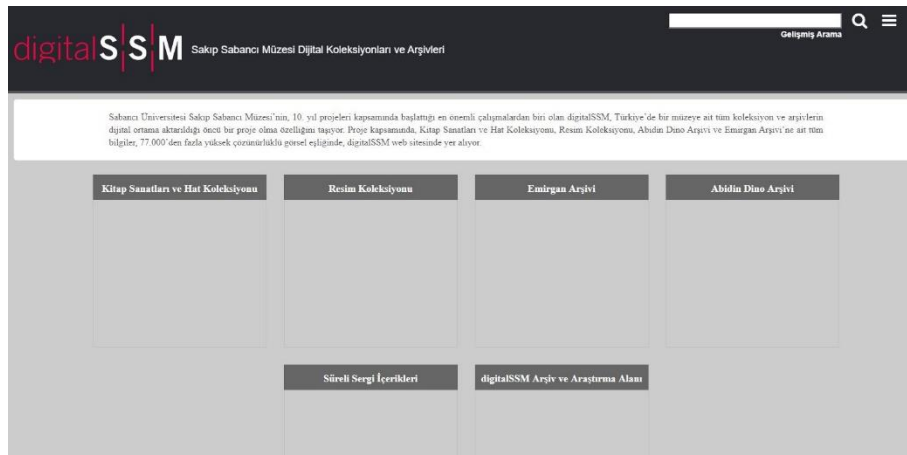 digitalSSM Sakıp Sabancı Müzesi Dijital Koleksiyonları ve Arşivleri
Gelişmiş Arama
Sabancı Üniversitesi Sakıp Sabancı Müzesi'nin, 10. yıl projeleri kapsamında başlattığı en önemli çalışmalardan biri olan digitalSSM, Türkiye'de bir müzeye ait tüm koleksiyon ve arşivlerin
dijital ortama aktarıldığı öncü bir proje olma özelliğini taşıyor. Proje kapsamında, Kitap Sanatları ve Hat Koleksiyonu, Resim Koleksiyonu, Abidin Dino Arşivi ve Emirgan Arşivi'ne ait tüm
bilgiler, 77.000'den fazla yüksek çözünürlüklü görsel eşliğinde, digitalSSM web sitesinde yer alıyor.
Kitap Sanatları ve Hat Koleksiyonu
Resim Koleksiyonu
Emirgan Arşivi
Abidin Dino Arşivi
Süreli Sergi İçerikleri
digitalSSM Arşiv ve Araştırma Alanı